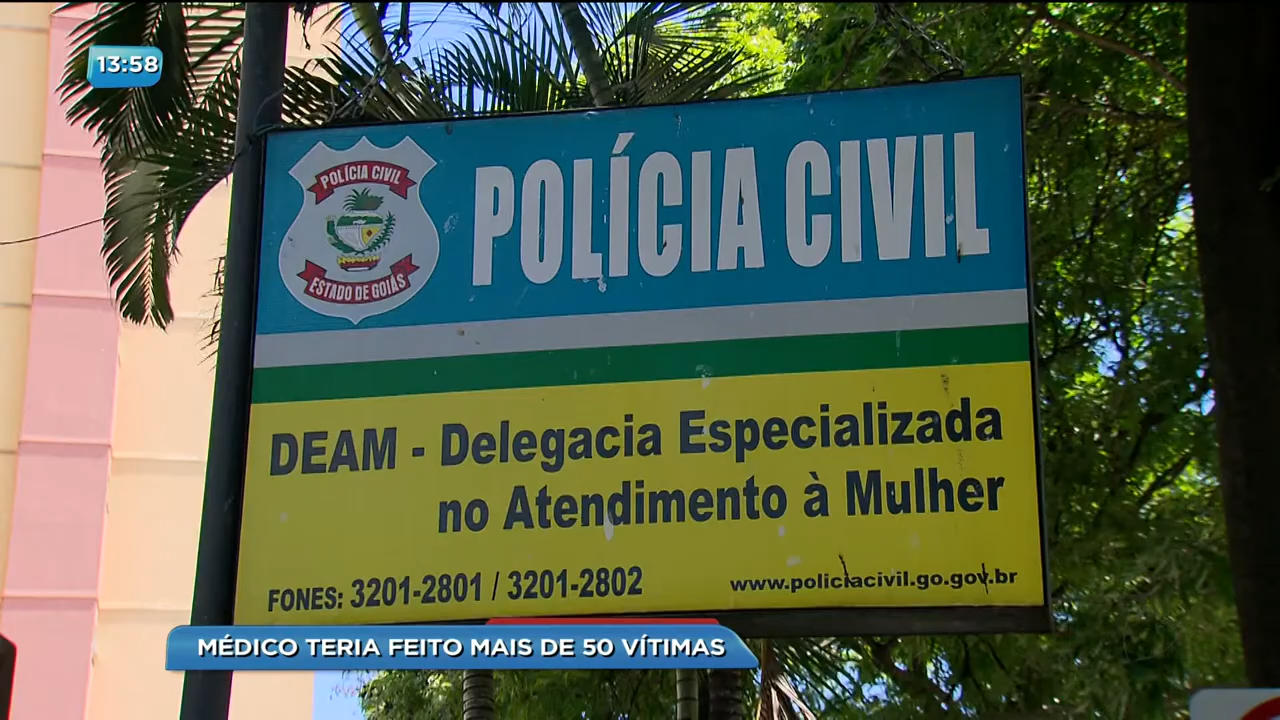 13:58
POLÍCIA CIVIL
POLÍCIA CIVIL
ESTADO DE GOIÁS
DEAM - Delegacia Especializada
no Atendimento à Mulher
FONES: 3201-2801 / 3201-2802
www.policiacivil.go.gov.br
MÉDICO TERIA FEITO MAIS DE 50 VÍTIMAS